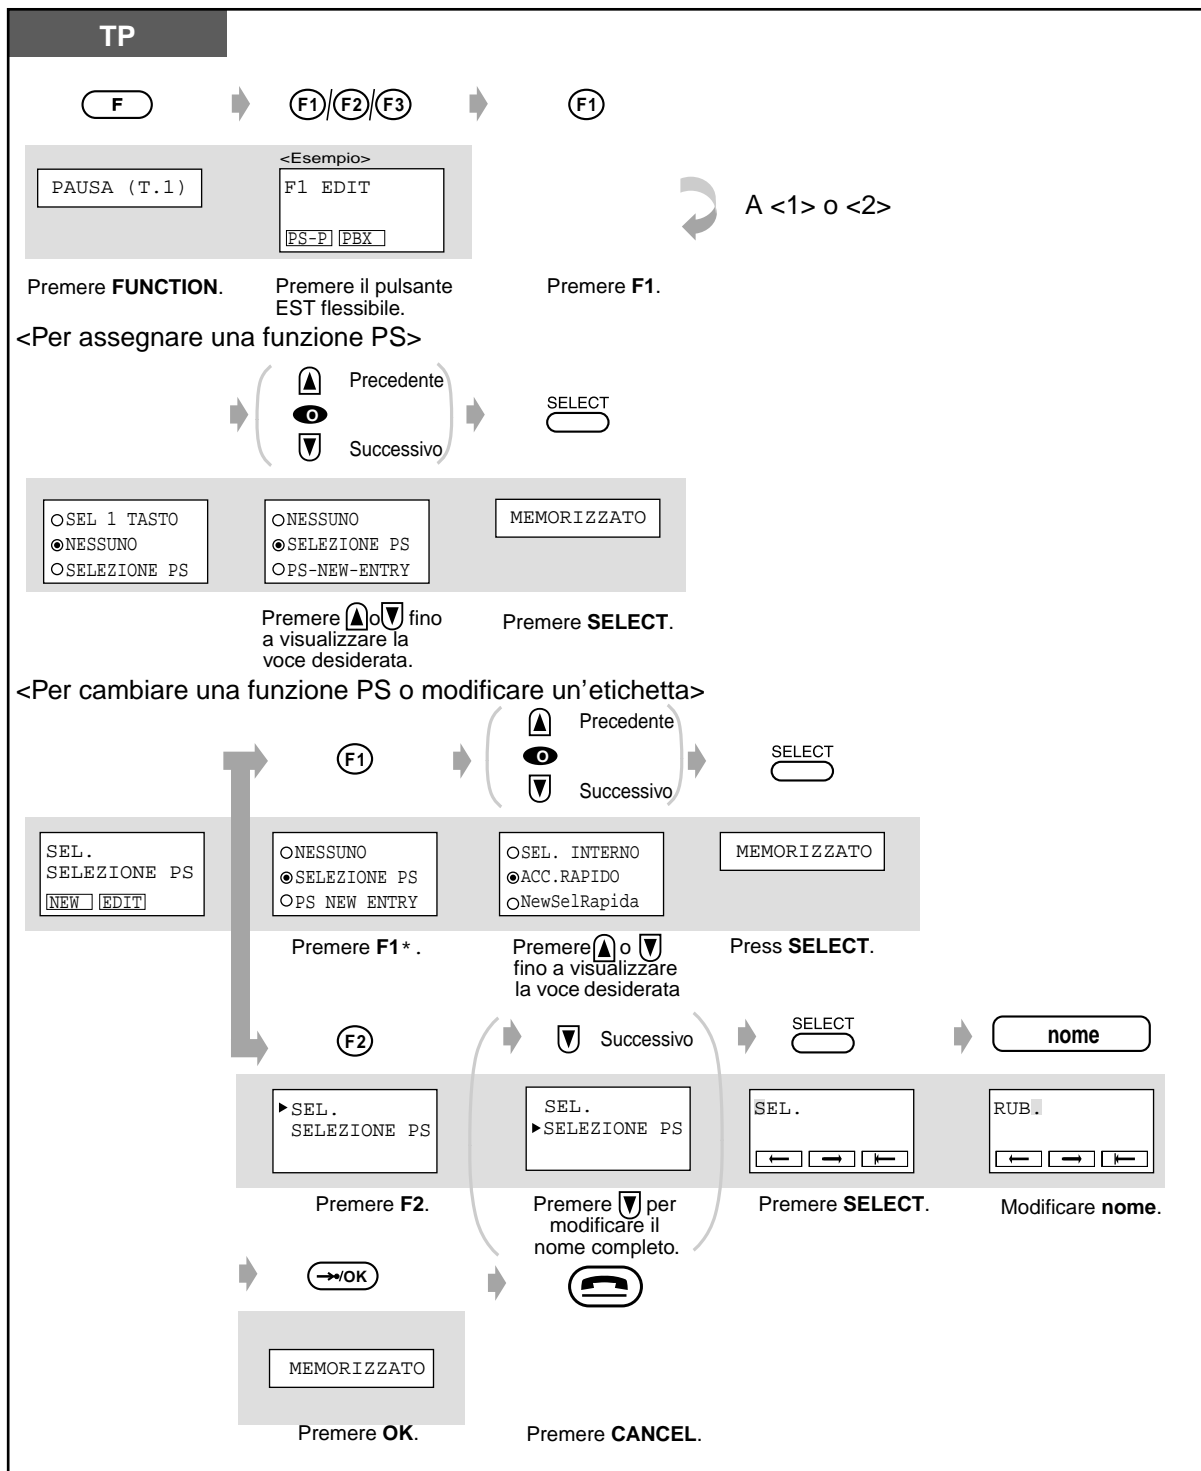 TP
F
F1/F2/F3
F1
PAUSA (T.1)
<Esempio>
F1 EDIT
PS-P PBX
A <1> o <2>
Premere FUNCTION.
Premere il pulsante
EST flessibile.
Premere F1.
<Per assegnare una funzione PS>
Precedente
O
Successivo
SELECT
SEL 1 TASTO
NESSUNO
SELEZIONE PS
NESSUNO
SELEZIONE PS
PS-NEW-ENTRY
MEMORIZZATO
Premere o fino
a visualizzare la
voce desiderata.
Premere SELECT.
<Per cambiare una funzione PS o modificare un'etichetta>
F1
Precedente
O
Successivo
SELECT
SEL.
SELEZIONE PS
NEW EDIT
NESSUNO
SELEZIONE PS
PS NEW ENTRY
SEL. INTERNO
ACC.RAPIDO
NewSelRapida
MEMORIZZATO
Premere F1*.
Premere o
fino a visualizzare
la voce desiderata
Press SELECT.
F2
Successivo
SELECT
nome
SEL.
SELEZIONE PS
SEL.
SELEZIONE PS
SEL.
RUB.
Premere F2.
Premere per
modificare il
nome completo.
Premere SELECT.
Modificare nome.
/OK
MEMORIZZATO
Premere OK.
Premere CANCEL.